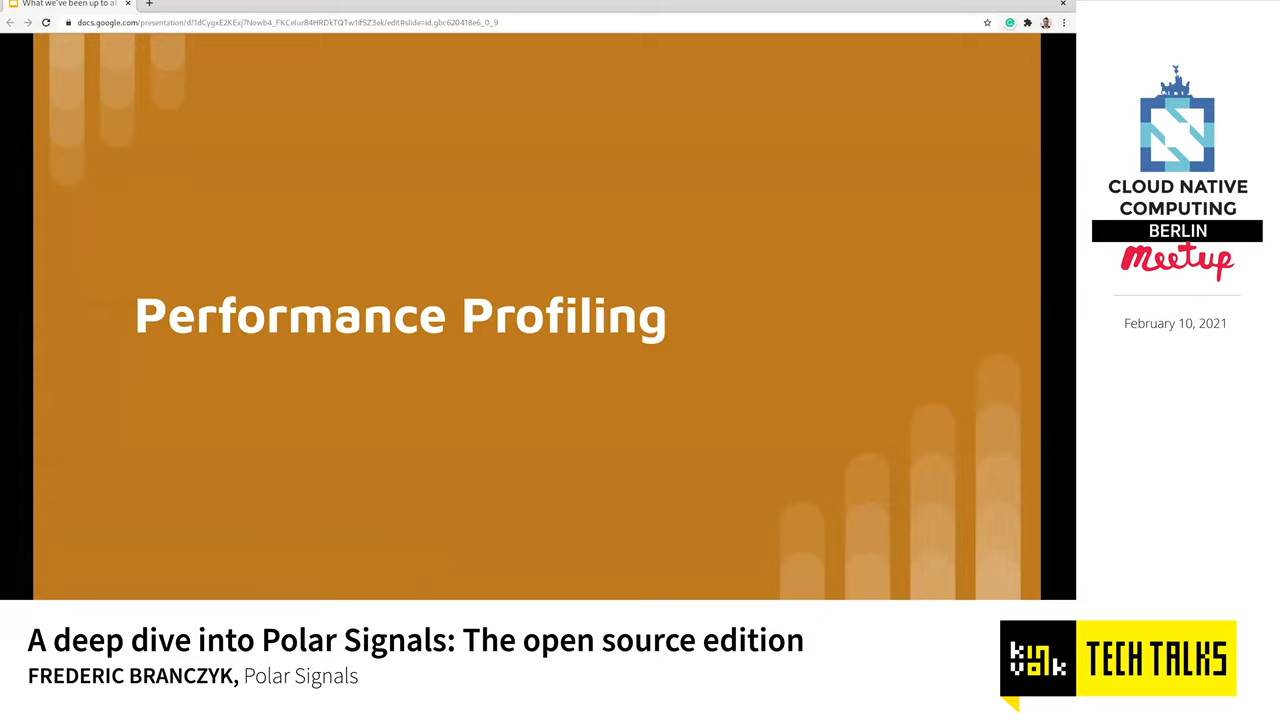 What we've been up to at
docs.google.com/presentation/d/1dCygxE2KExj7Nowb4_FKCeIur84HRDkTQTw1ifSZ3ek/edit#slide=id.gbc620418e6_0_9
Performance Profiling
CLOUD NATIVE
COMPUTING
BERLIN
Meetup
February 10, 2021
A deep dive into Polar Signals: The open source edition
FREDERIC BRANCZYK, Polar Signals
kinvolk
TECH TALKS